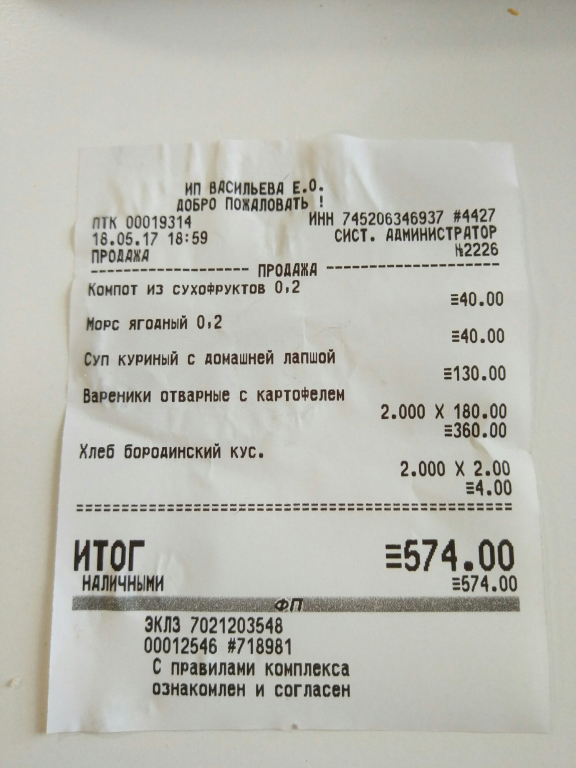 ИП ВАСИЛЬЕВА Е.О.
ДОБРО ПОЖАЛОВАТЬ !
ПТК 00019314 ИНН 745206346937 #4427
18.05.17 18:59 СИСТ. АДМИНИСТРАТОР
ПРОДАЖА №2226
-------------------- ПРОДАЖА --------------------
Компот из сухофруктов 0,2
≡40.00
Морс ягодный 0,2
≡40.00
Суп куриный с домашней лапшой
≡130.00
Вареники отварные с картофелем
2.000 X 180.00
≡360.00
Хлеб бородинский кус.
2.000 X 2.00
≡4.00
================================================
ИТОГ ≡574.00
НАЛИЧНЫМИ ≡574.00
ФП
ЭКЛЗ 7021203548
00012546 #718981
С правилами комплекса
ознакомлен и согласен